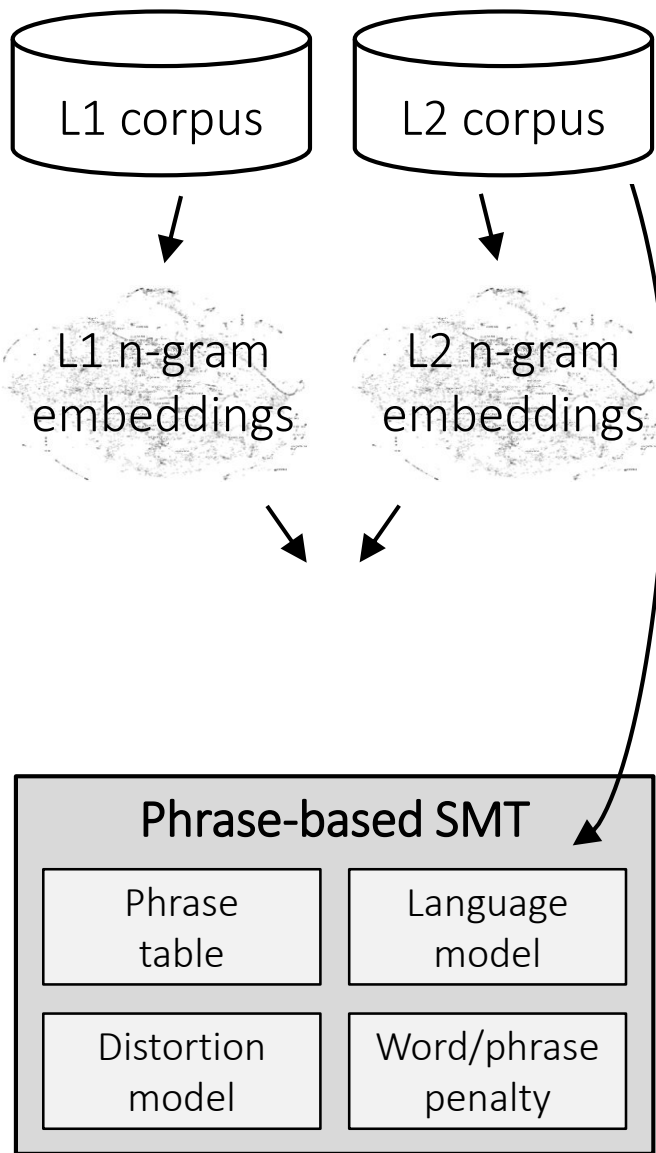 L1 corpus
L2 corpus
L1 n-gram
embeddings
L2 n-gram
embeddings
Phrase-based SMT
Phrase
table
Language
model
Distortion
model
Word/phrase
penalty